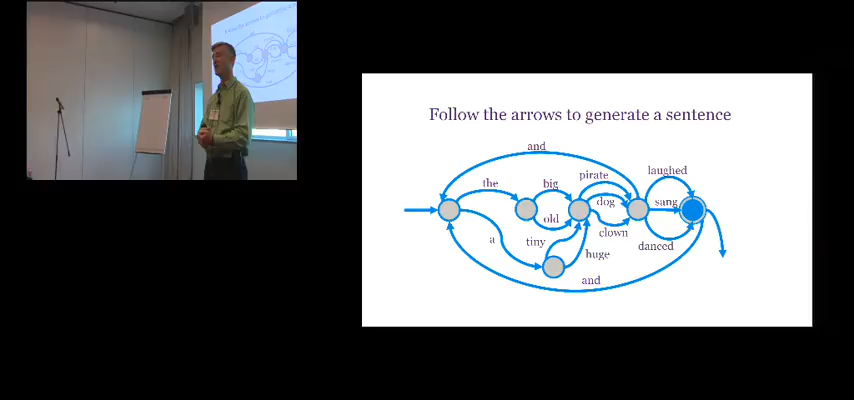 Follow the arrows to generate a sentence
and
the
big
pirate
laughed
dog
sang
old
clown
a
tiny
huge
danced
and